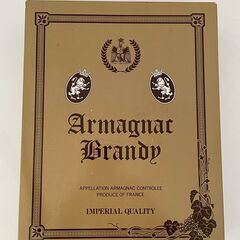 Armagnac
Brandy
APPELLATION ARMAGNAC CONTROLEE
PRODUCE OF FRANCE
IMPERIAL QUALITY